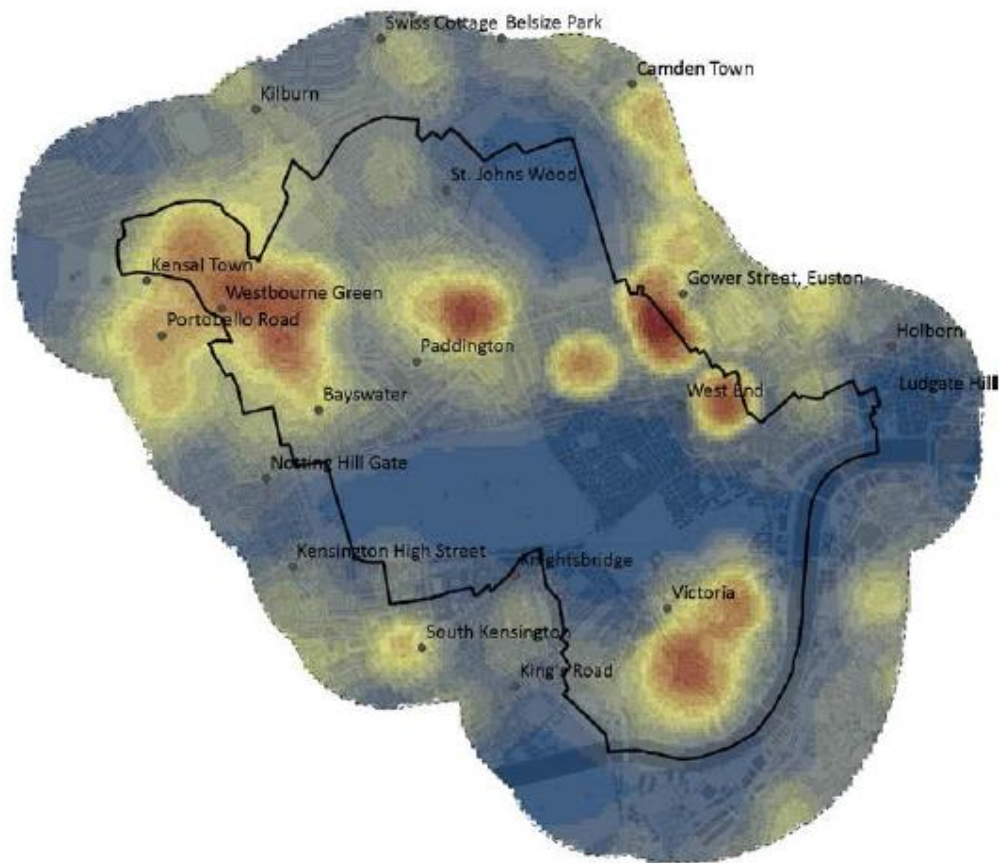 Swiss Cottage
Belsize Park
Camden Town
Kilburn
St. Johns Wood
Kensal Town
Westbourne Green
Gower Street, Euston
Portobello Road
Holborn
Paddington
Ludgate Hill
West End
Bayswater
Notting Hill Gate
Kensington High Street
Knightsbridge
Victoria
South Kensington
King's Road